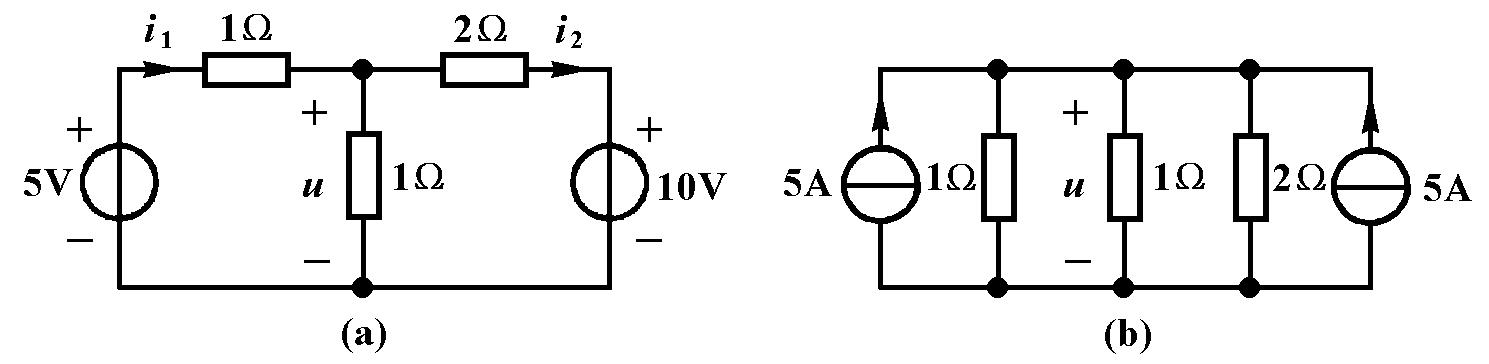 i₁ 1Ω 2Ω i₂
+ + +
5V u 1Ω 10V
− − −
(a)
+
5A 1Ω u 1Ω 2Ω 5A
−
(b)